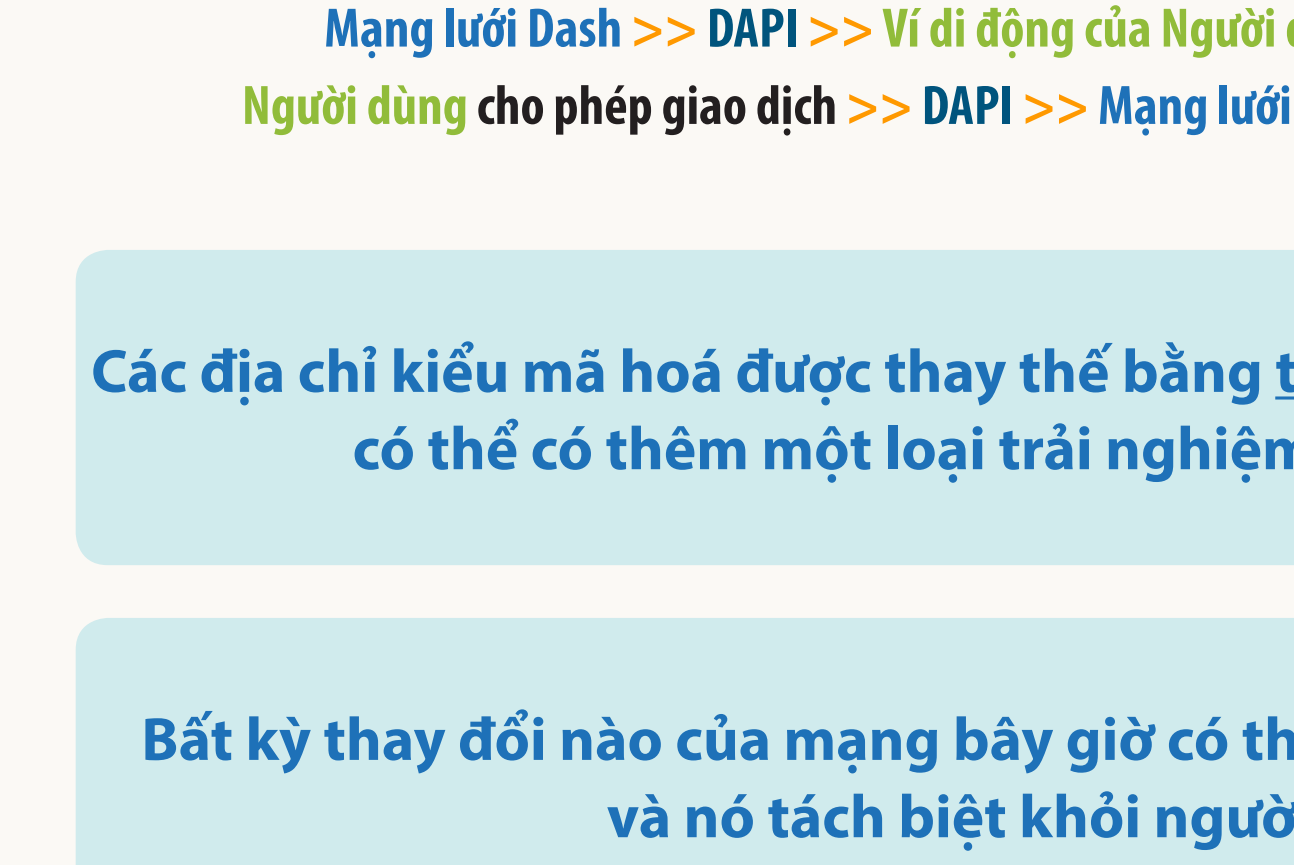 Mạng lưới Dash >> DAPI >> Ví di động của Người
Người dùng cho phép giao dịch >> DAPI >> Mạng lưới
Các địa chỉ kiểu mã hoá được thay thế bằng
có thể có thêm một loại trải nghiệm
Bất kỳ thay đổi nào của mạng bây giờ có
và nó tách biệt khỏi